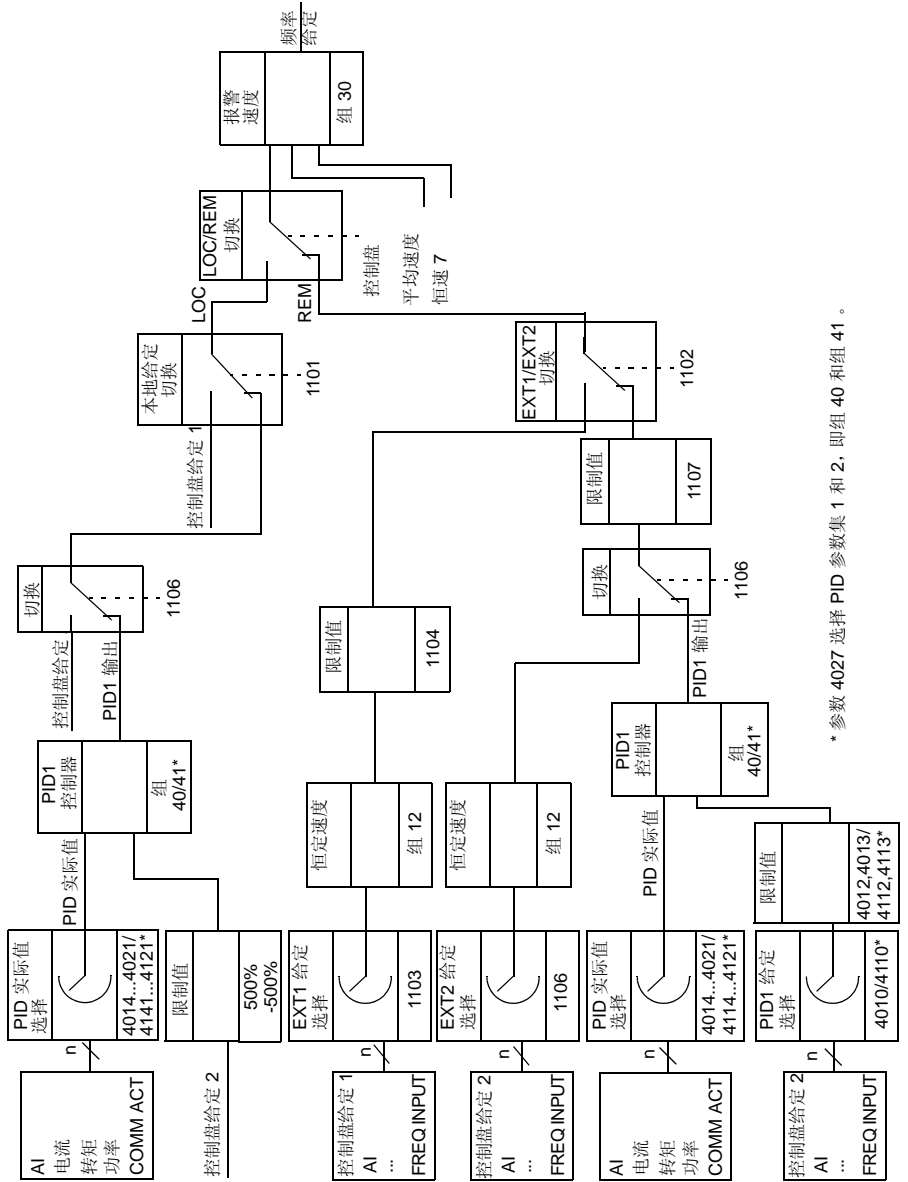 AI
电流
转矩
功率
COMM ACT
n
PID 实际值
选择
4014...4021/
4141...4121*
PID 实际值
控制盘给定 2
限制值
500%
-500%
PID1
控制器
组
40/41*
控制盘给定
PID1 输出
切换
1106
控制盘给定 1
本地给定
切换
1101
LOC
REM
LOC/REM
切换
控制盘
平均速度
恒速 7
报警
速度
组 30
频率
给定
控制盘给定 1
AI
...
FREQ INPUT
n
EXT1 给定
选择
1103
恒定速度
组 12
限制值
1104
控制盘给定 2
AI
...
FREQ INPUT
n
EXT2 给定
选择
1106
恒定速度
组 12
EXT1/EXT2
切换
1102
AI
电流
转矩
功率
COMM ACT
n
PID 实际值
选择
4014...4021/
4114...4121*
PID 实际值
PID1
控制器
组
40/41*
PID1 输出
切换
1106
限制值
1107
控制盘给定 2
AI
...
FREQ INPUT
n
PID1 给定
选择
4010/4110*
限制值
4012,4013/
4112,4113*
* 参数 4027 选择 PID 参数集 1 和 2，即组 40 和组 41 。